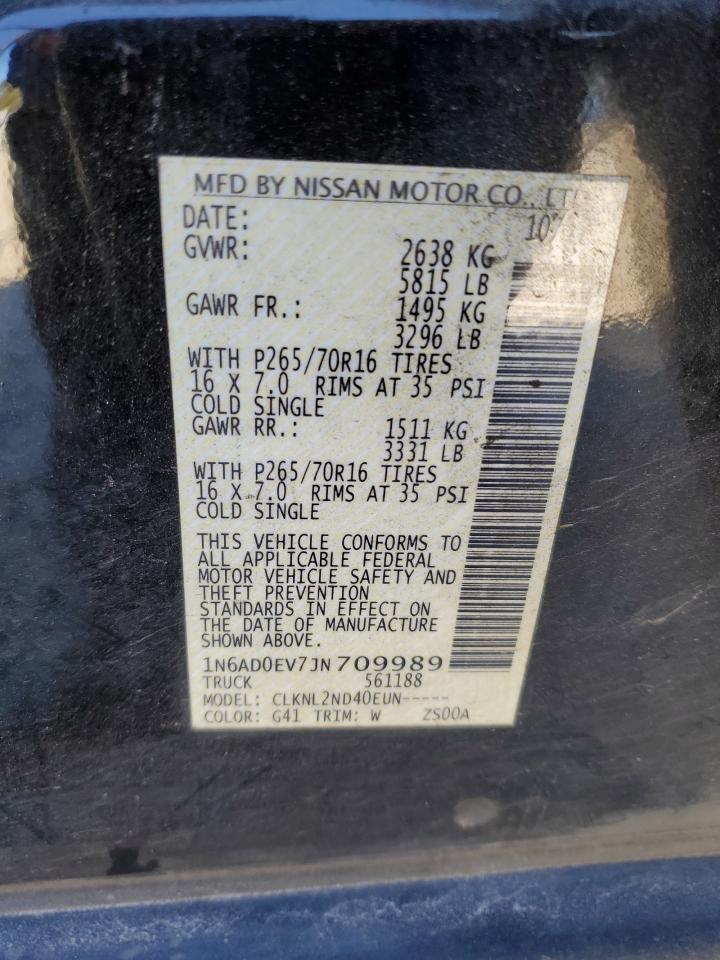 MFD BY NISSAN MOTOR CO., LT
DATE: 10
GVWR: 2638 KG
5815 LB
GAWR FR.: 1495 KG
3296 LB
WITH P265/70R16 TIRES
16 X 7.0 RIMS AT 35 PSI
COLD SINGLE
GAWR RR.: 1511 KG
3331 LB
WITH P265/70R16 TIRES
16 X 7.0 RIMS AT 35 PSI
COLD SINGLE
THIS VEHICLE CONFORMS TO
ALL APPLICABLE FEDERAL
MOTOR VEHICLE SAFETY AND
THEFT PREVENTION
STANDARDS IN EFFECT ON
THE DATE OF MANUFACTURE
SHOWN ABOVE.
1N6AD0EV7JN709989
TRUCK 561188
MODEL: CLKNL2ND40EUN-----
COLOR: G41 TRIM: W ZS00A